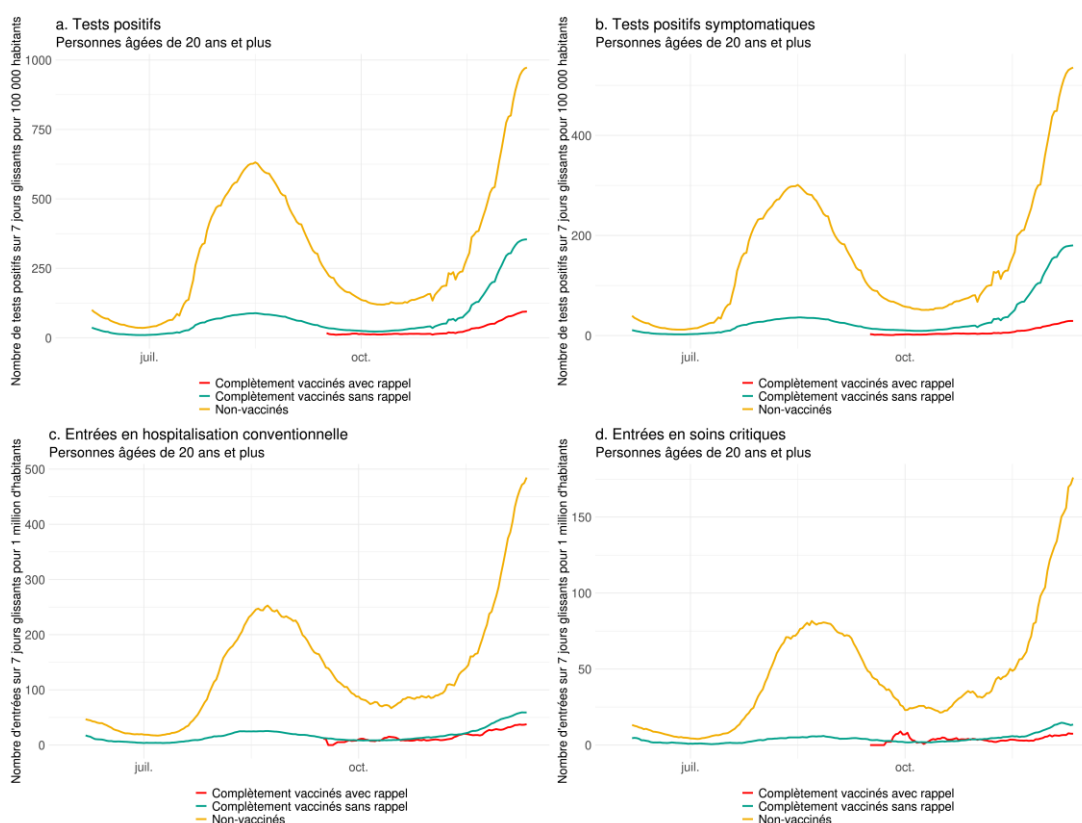 a. Tests positifs
Personnes âgées de 20 ans et plus
Nombre de tests positifs sur 7 jours glissants pour 100 000 habitants
1000
750
500
250
0
juil.
oct.
Complètement vaccinés avec rappel
Complètement vaccinés sans rappel
Non-vaccinés
b. Tests positifs symptomatiques
Personnes âgées de 20 ans et plus
Nombre de tests positifs sur 7 jours glissants pour 100 000 habitants
400
200
0
juil.
oct.
Complètement vaccinés avec rappel
Complètement vaccinés sans rappel
Non-vaccinés
c. Entrées en hospitalisation conventionnelle
Personnes âgées de 20 ans et plus
Nombre d'entrées sur 7 jours glissants pour 1 million d'habitants
500
400
300
200
100
0
juil.
oct.
Complètement vaccinés avec rappel
Complètement vaccinés sans rappel
Non-vaccinés
d. Entrées en soins critiques
Personnes âgées de 20 ans et plus
Nombre d'entrées sur 7 jours glissants pour 1 million d'habitants
150
100
50
0
juil.
oct.
Complètement vaccinés avec rappel
Complètement vaccinés sans rappel
Non-vaccinés